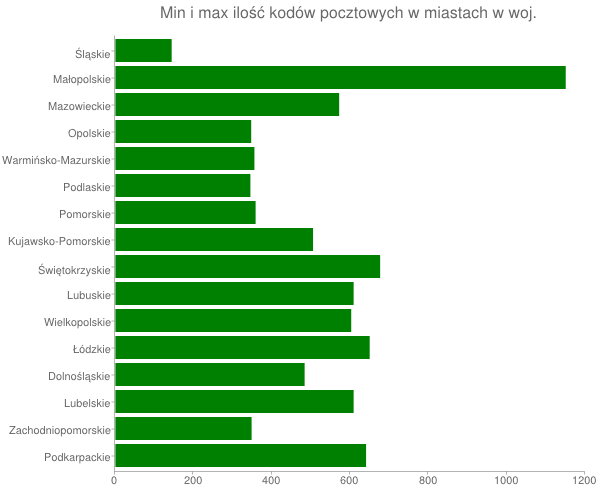 Min i max ilość kodów pocztowych w miastach w woj.
Śląskie
Małopolskie
Mazowieckie
Opolskie
Warmińsko-Mazurskie
Podlaskie
Pomorskie
Kujawsko-Pomorskie
Świętokrzyskie
Lubuskie
Wielkopolskie
Łódzkie
Dolnośląskie
Lubelskie
Zachodniopomorskie
Podkarpackie
0 200 400 600 800 1000 1200